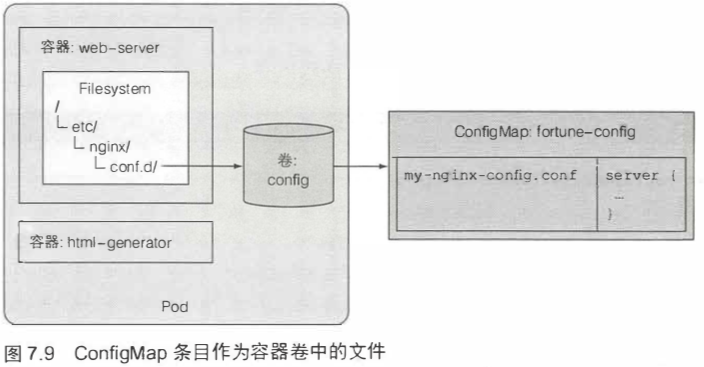 容器: web-server
Filesystem
/
etc/
nginx/
conf.d/
卷:
config
ConfigMap: fortune-config
my-nginx-config.conf
server {
...
}
容器: html-generator
Pod
图 7.9 ConfigMap 条目作为容器卷中的文件